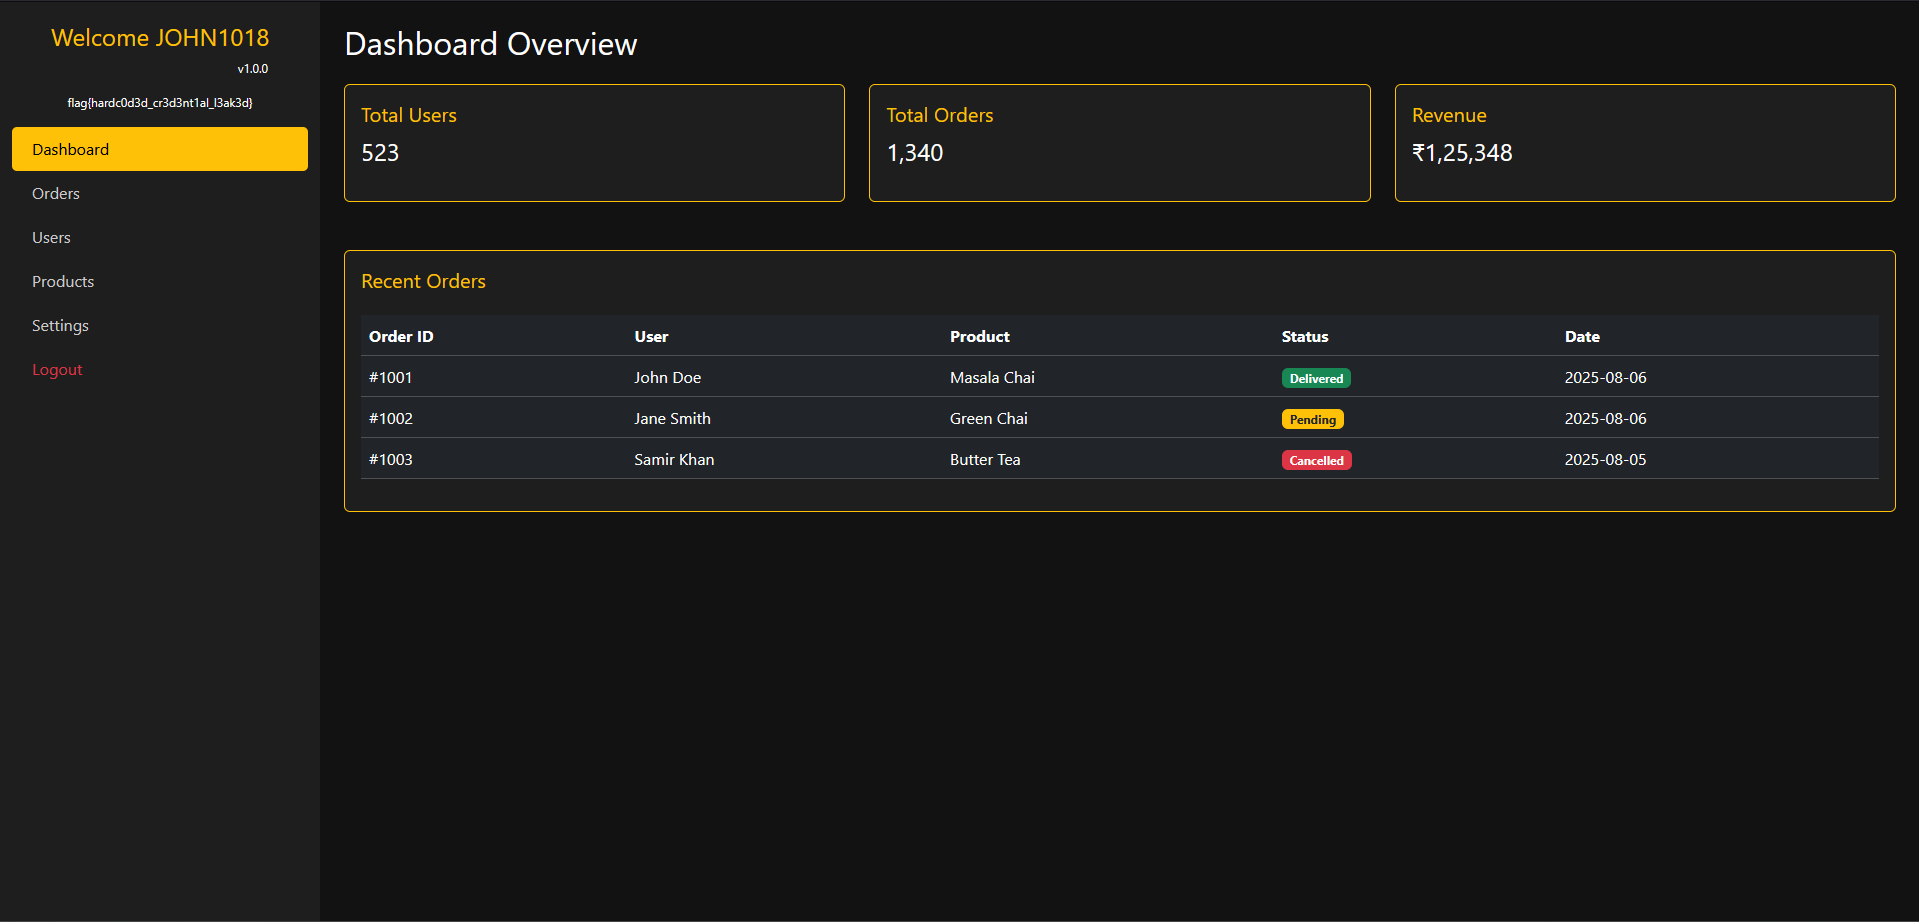 Welcome JOHN1018
v1.0.0
flag{hardc0d3d_cr3d3nt1al_l3ak3d}
Dashboard
Orders
Users
Products
Settings
Logout
Dashboard Overview
Total Users
523
Total Orders
1,340
Revenue
₹1,25,348
Recent Orders
Order ID User Product Status Date
#1001 John Doe Masala Chai Delivered 2025-08-06
#1002 Jane Smith Green Chai Pending 2025-08-06
#1003 Samir Khan Butter Tea Cancelled 2025-08-05